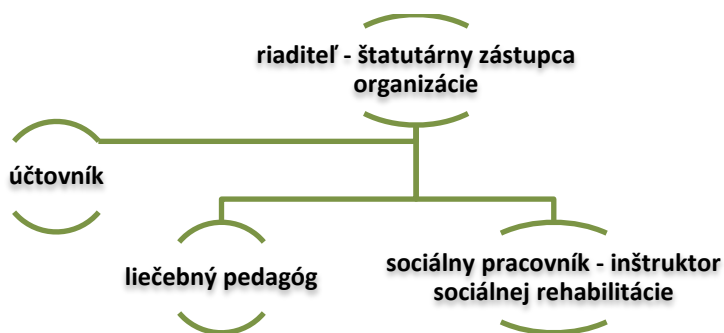 riaditeľ - štatutárny zástupca
organizácie
účtovník
liečebný pedagóg
sociálny pracovník - inštruktor
sociálnej rehabilitácie